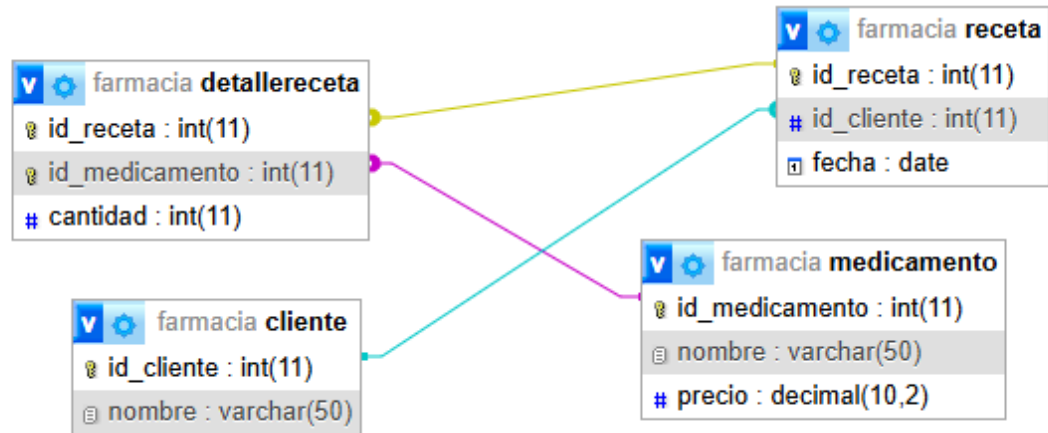 v farmacia detallereceta
id_receta : int(11)
id_medicamento : int(11)
# cantidad : int(11)
v farmacia receta
id_receta : int(11)
# id_cliente : int(11)
1 fecha : date
v farmacia cliente
id_cliente : int(11)
nombre : varchar(50)
v farmacia medicamento
id_medicamento : int(11)
nombre : varchar(50)
# precio : decimal(10,2)